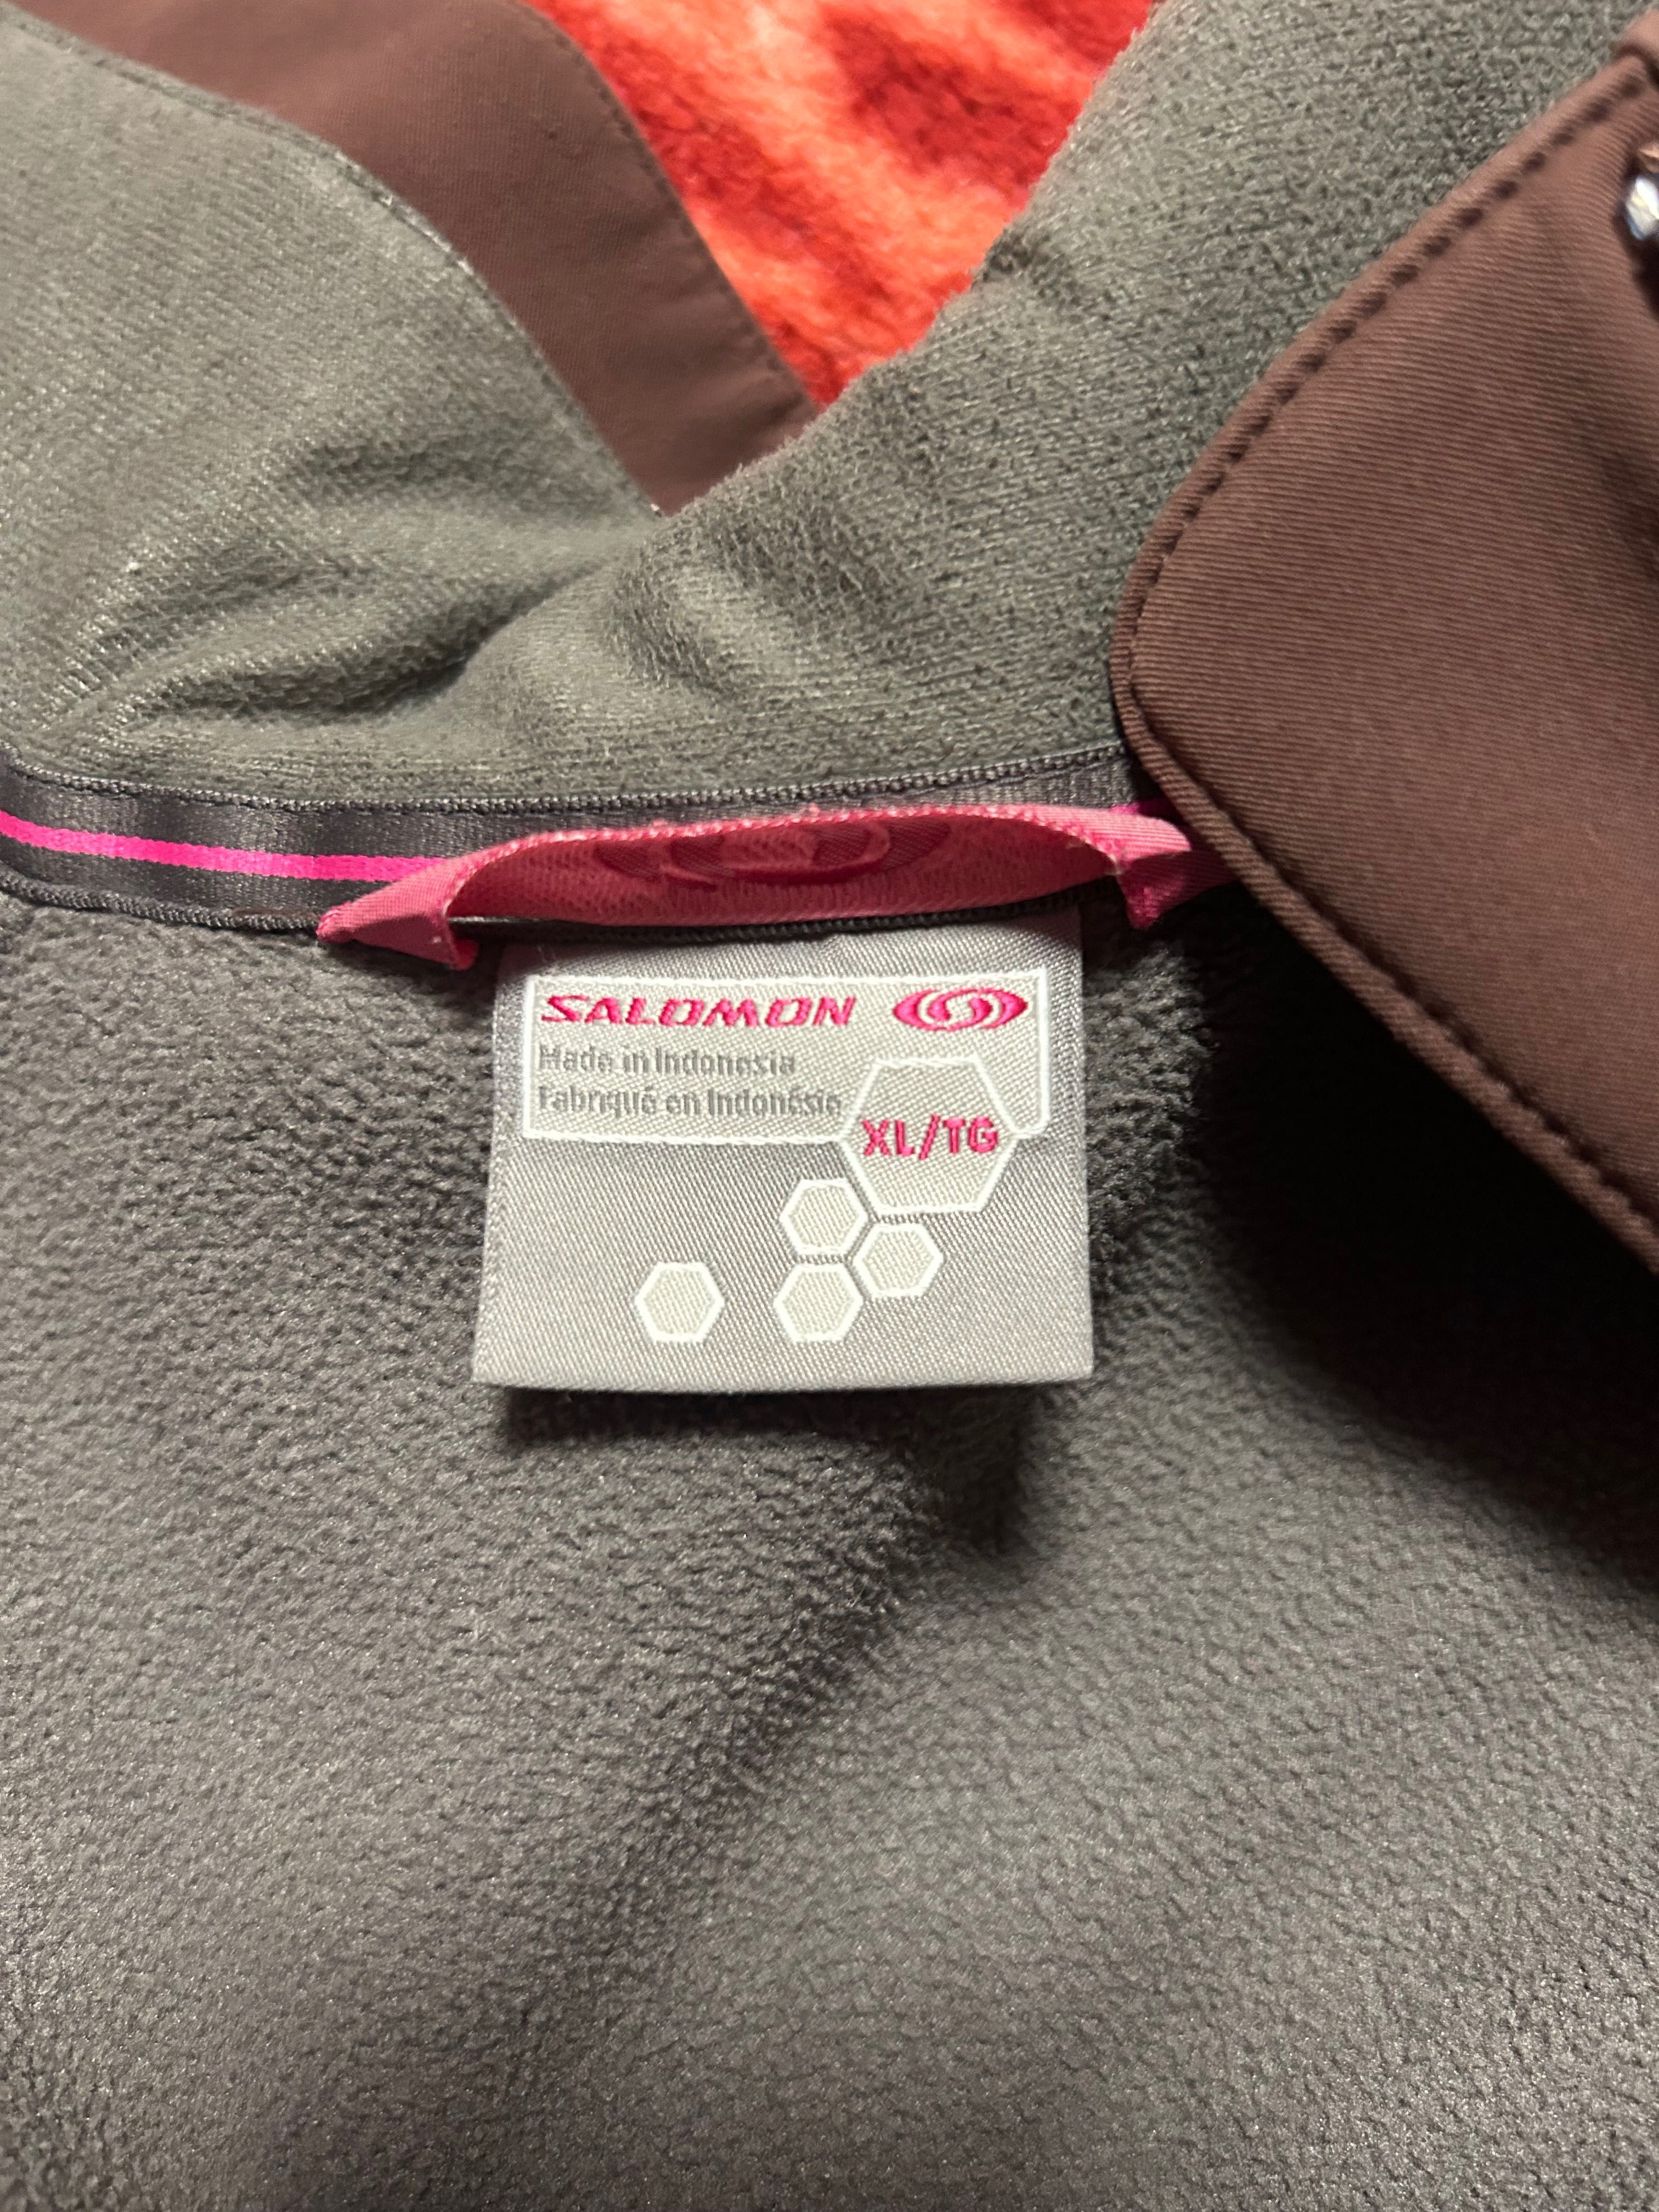 SALOMON
Made in Indonesia
Fabriqué en Indonésie
XL/TG